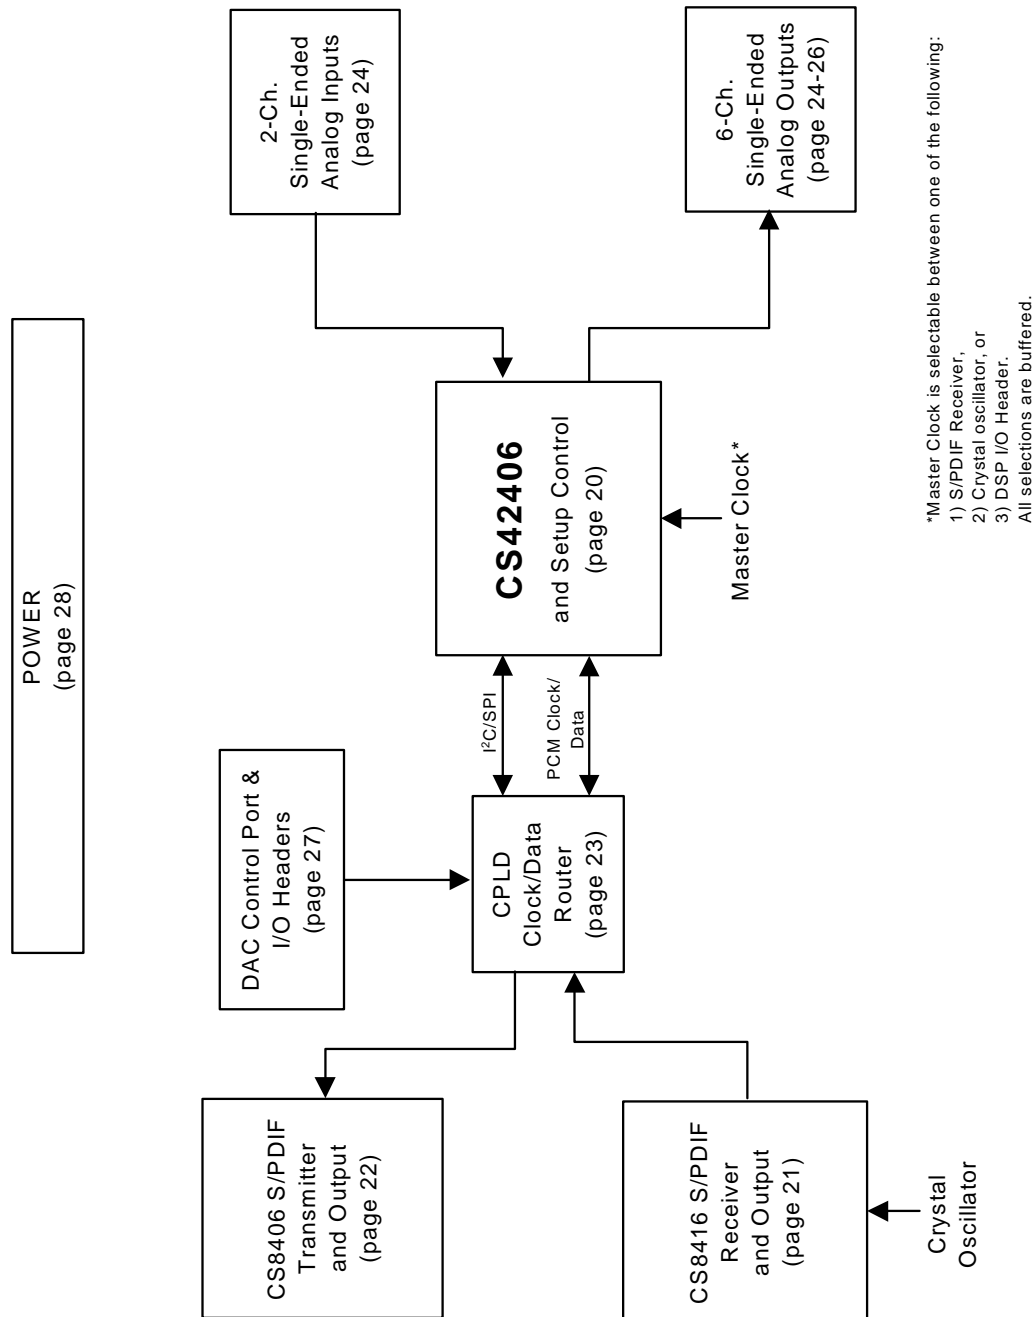 POWER
(page 28)
CS8406 S/PDIF
Transmitter
and Output
(page 22)
DAC Control Port &
I/O Headers
(page 27)
2-Ch.
Single-Ended
Analog Inputs
(page 24)
CPLD
Clock/Data
Router
(page 23)
I²C/SPI
PCM Clock/
Data
CS42406
and Setup Control
(page 20)
Master Clock*
CS8416 S/PDIF
Receiver
and Output
(page 21)
Crystal
Oscillator
6-Ch.
Single-Ended
Analog Outputs
(page 24-26)
*Master Clock is selectable between one of the following:
1) S/PDIF Receiver,
2) Crystal oscillator, or
3) DSP I/O Header.
All selections are buffered.